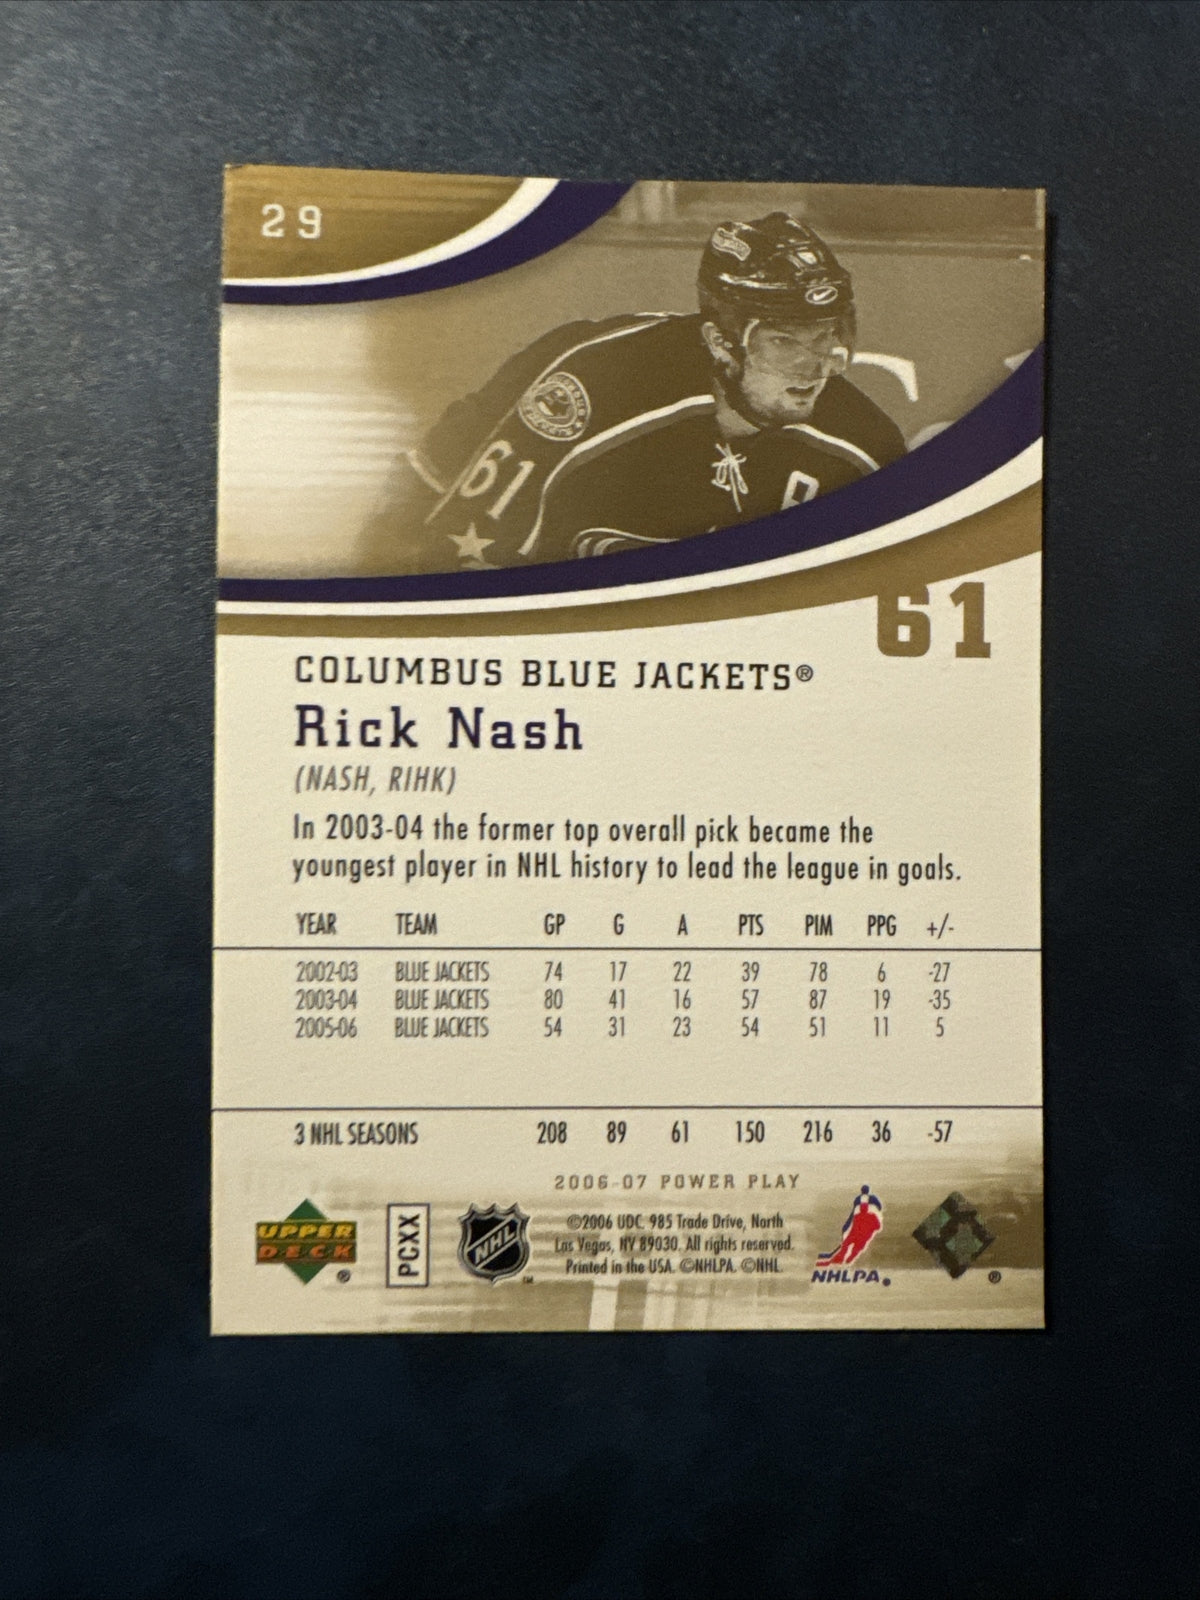 29
61
61
COLUMBUS BLUE JACKETS®
Rick Nash
(NASH, RIHK)
In 2003-04 the former top overall pick became the
youngest player in NHL history to lead the league in goals.
YEAR TEAM GP G A PTS PIM PPG +/-
2002-03 BLUE JACKETS 74 17 22 39 78 6 -27
2003-04 BLUE JACKETS 80 41 16 57 87 19 -35
2005-06 BLUE JACKETS 54 31 23 54 51 11 5
3 NHL SEASONS 208 89 61 150 216 36 -57
2006-07 POWER PLAY
UPPER
DECK ®
PCXX
NHL ™
©2006 UDC. 985 Trade Drive, North
Las Vegas, NV 89030. All rights reserved.
Printed in the USA. ©NHLPA. ©NHL.
NHLPA®
®